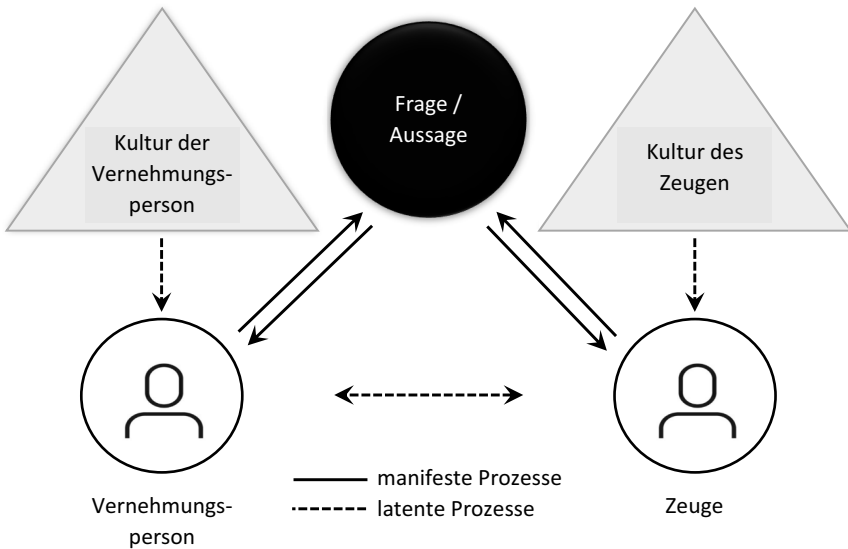 Frage /
Aussage
Kultur der
Vernehmungs-
person
Kultur des
Zeugen
manifeste Prozesse
latente Prozesse
Vernehmungs-
person
Zeuge